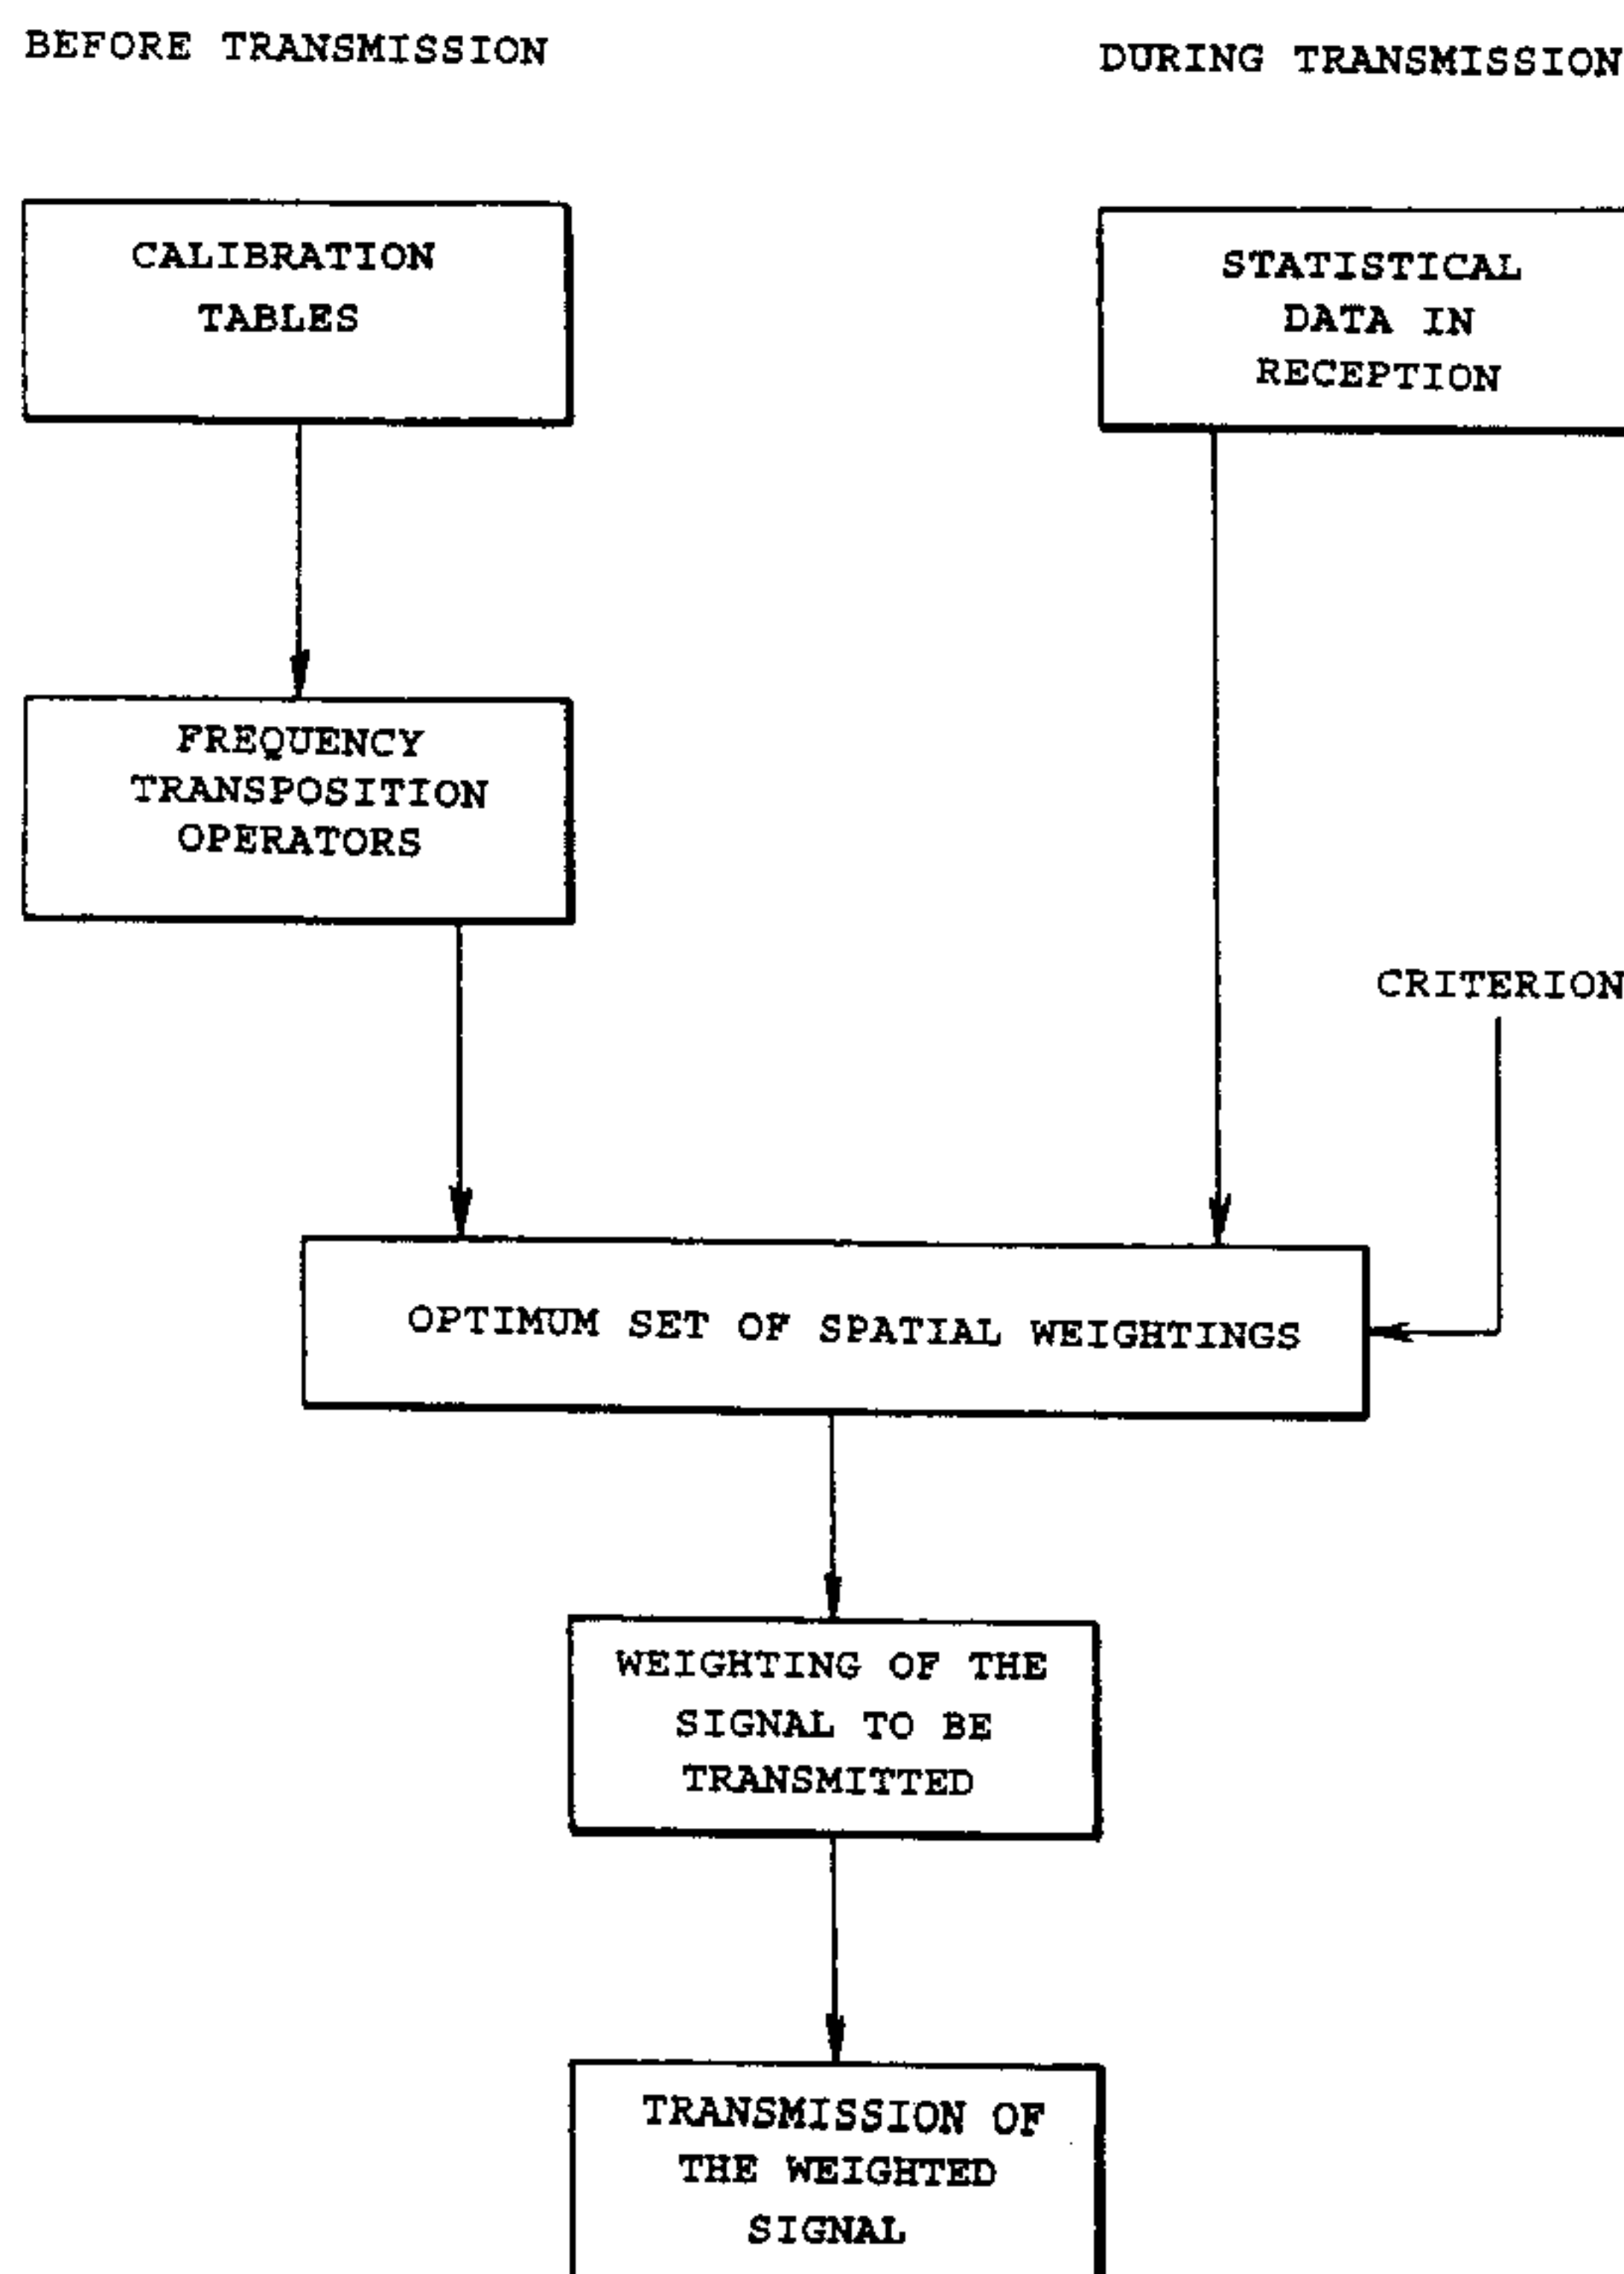 BEFORE TRANSMISSION
DURING TRANSMISSION
CALIBRATION
TABLES
STATISTICAL
DATA IN
RECEPTION
FREQUENCY
TRANSPOSITION
OPERATORS
CRITERION
OPTIMUM SET OF SPATIAL WEIGHTINGS
WEIGHTING OF THE
SIGNAL TO BE
TRANSMITTED
TRANSMISSION OF
THE WEIGHTED
SIGNAL